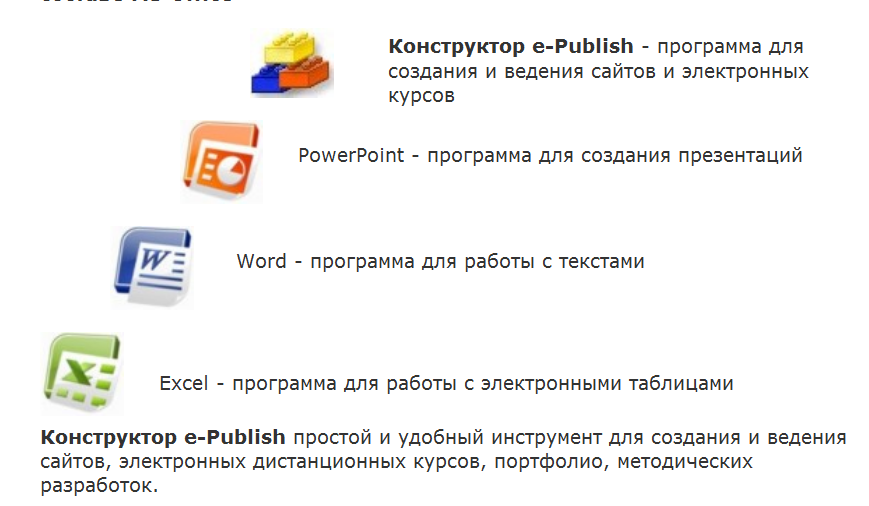 Конструктор e-Publish - программа для
создания и ведения сайтов и электронных
курсов
PowerPoint - программа для создания презентаций
Word - программа для работы с текстами
Excel - программа для работы с электронными таблицами
Конструктор e-Publish простой и удобный инструмент для создания и ведения
сайтов, электронных дистанционных курсов, портфолио, методических
разработок.